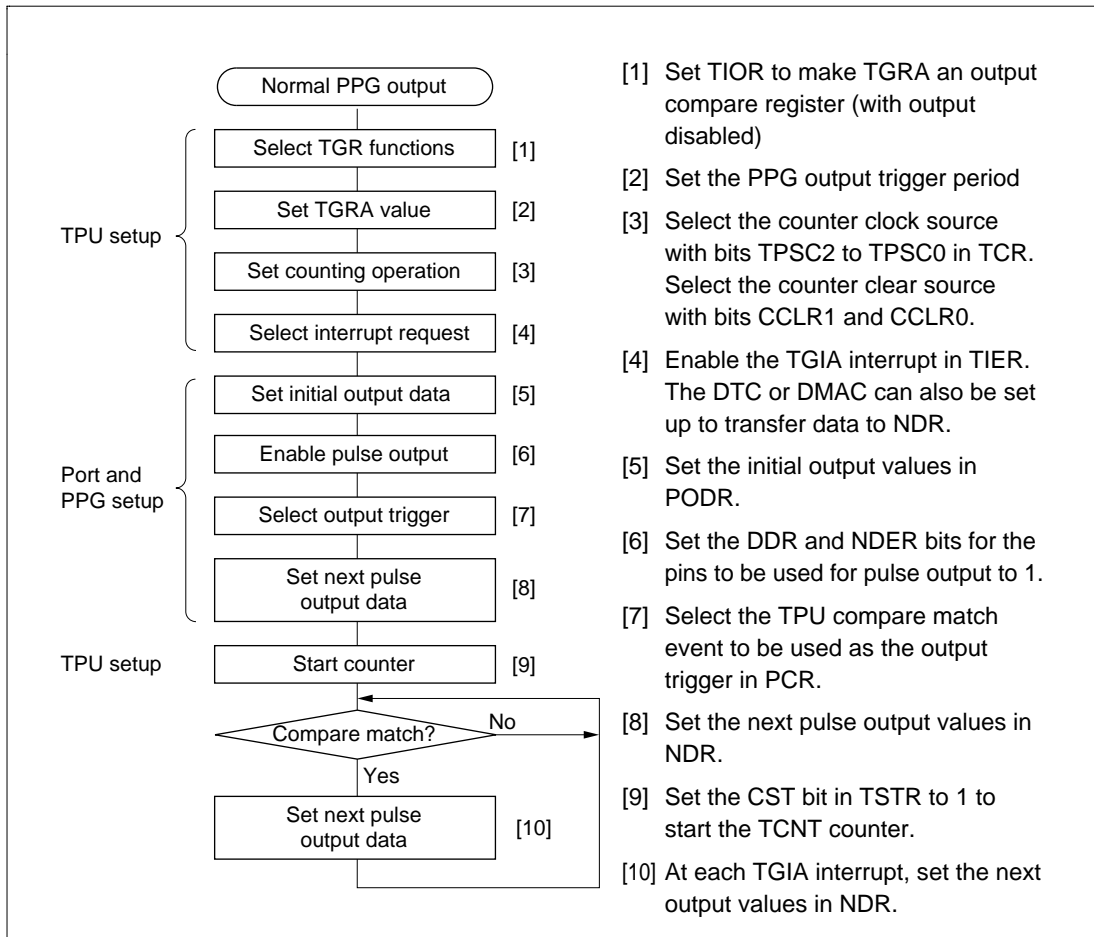 Normal PPG output
Select TGR functions
[1]
Set TGRA value
[2]
TPU setup
Set counting operation
[3]
Select interrupt request
[4]
Set initial output data
[5]
Enable pulse output
[6]
Port and
PPG setup
Select output trigger
[7]
Set next pulse
output data
[8]
TPU setup
Start counter
[9]
Compare match?
No
Yes
Set next pulse
output data
[10]
[1] Set TIOR to make TGRA an output
compare register (with output
disabled)
[2] Set the PPG output trigger period
[3] Select the counter clock source
with bits TPSC2 to TPSC0 in TCR.
Select the counter clear source
with bits CCLR1 and CCLR0.
[4] Enable the TGIA interrupt in TIER.
The DTC or DMAC can also be set
up to transfer data to NDR.
[5] Set the initial output values in
PODR.
[6] Set the DDR and NDER bits for the
pins to be used for pulse output to 1.
[7] Select the TPU compare match
event to be used as the output
trigger in PCR.
[8] Set the next pulse output values in
NDR.
[9] Set the CST bit in TSTR to 1 to
start the TCNT counter.
[10] At each TGIA interrupt, set the next
output values in NDR.